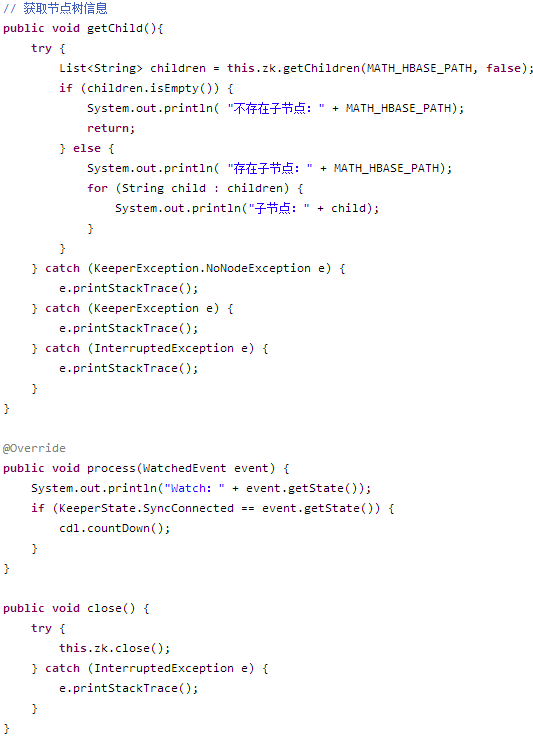 // 获取节点树信息
public void getChild(){
    try {
        List<String> children = this.zk.getChildren(MATH_HBASE_PATH, false);
        if (children.isEmpty()) {
            System.out.println( "不存在子节点：" + MATH_HBASE_PATH);
            return;
        } else {
            System.out.println( "存在子节点：" + MATH_HBASE_PATH);
            for (String child : children) {
                System.out.println("子节点：" + child);
            }
        }
    } catch (KeeperException.NoNodeException e) {
        e.printStackTrace();
    } catch (KeeperException e) {
        e.printStackTrace();
    } catch (InterruptedException e) {
        e.printStackTrace();
    }
}

@Override
public void process(WatchedEvent event) {
    System.out.println("Watch：" + event.getState());
    if (KeeperState.SyncConnected == event.getState()) {
        cdl.countDown();
    }
}

public void close() {
    try {
        this.zk.close();
    } catch (InterruptedException e) {
        e.printStackTrace();
    }
}